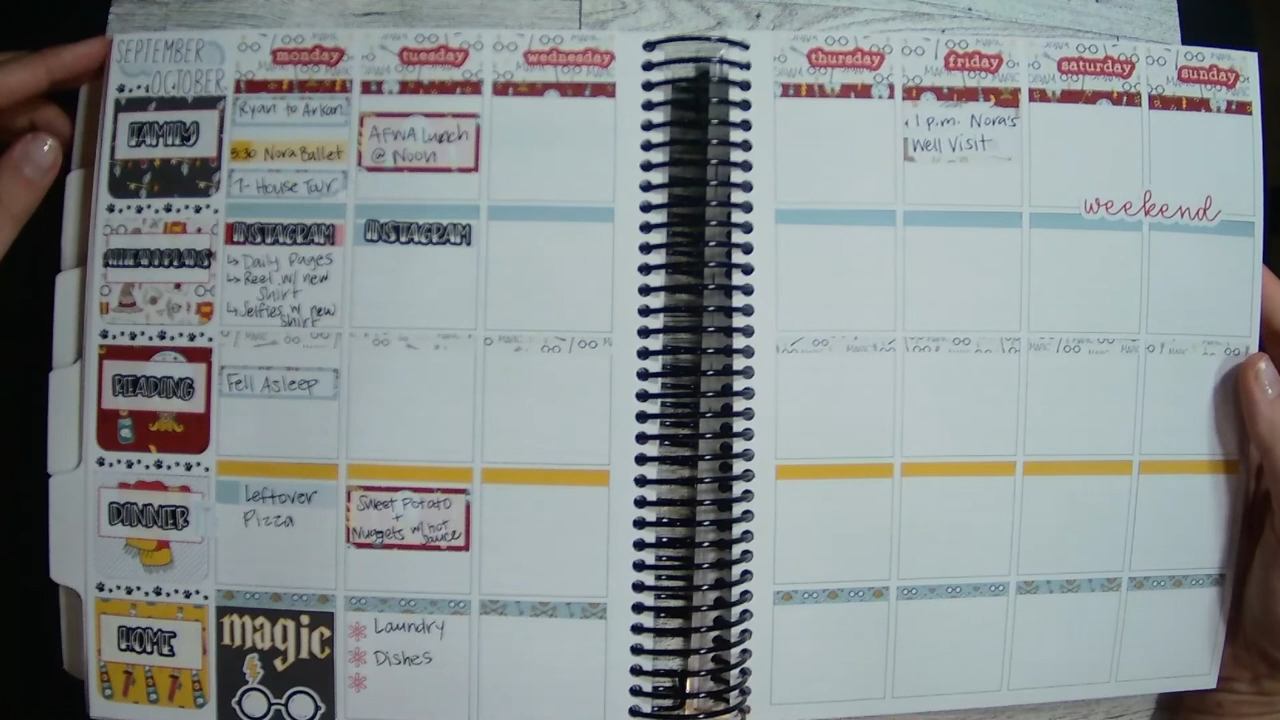 SEPTEMBER
OCTOBER
monday
tuesday
wednesday
thursday
friday
saturday
sunday
FAMILY
Ryan to Arkan
5:30 Nora Ballet
7- House Tour
AFWA Lunch
@ Noon
1 p.m. Nora's
Well Visit
weekend
INSTAGRAM
↳ Daily Pages
↳ Reel w/ new
shirt
↳ Selfies w/ new
shirt
INSTAGRAM
READING
Fell Asleep
DINNER
Leftover
Pizza
Sweet Potato
+
Nuggets w/ hot
sauce
HOME
magic
Laundry
Dishes